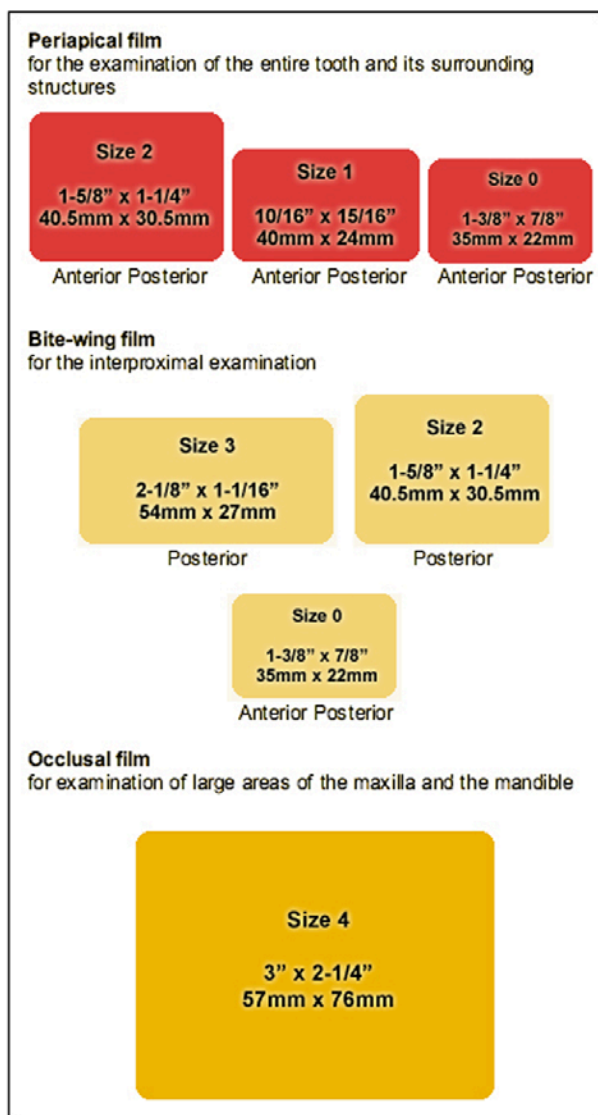 Periapical film
for the examination of the entire tooth and its surrounding
structures
Size 2
1-5/8” x 1-1/4”
40.5mm x 30.5mm
Anterior Posterior
Size 1
10/16” x 15/16”
40mm x 24mm
Anterior Posterior
Size 0
1-3/8” x 7/8”
35mm x 22mm
Anterior Posterior
Bite-wing film
for the interproximal examination
Size 3
2-1/8” x 1-1/16”
54mm x 27mm
Posterior
Size 2
1-5/8” x 1-1/4”
40.5mm x 30.5mm
Posterior
Size 0
1-3/8” x 7/8”
35mm x 22mm
Anterior Posterior
Occlusal film
for examination of large areas of the maxilla and the mandible
Size 4
3” x 2-1/4”
57mm x 76mm